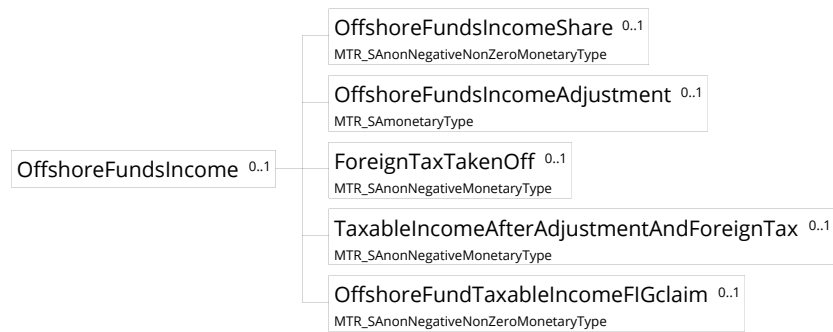 OffshoreFundsIncomeShare 0..1
MTR_SAnonNegativeNonZeroMonetaryType
OffshoreFundsIncomeAdjustment 0..1
MTR_SAmonetaryType
OffshoreFundsIncome 0..1
ForeignTaxTakenOff 0..1
MTR_SAnonNegativeMonetaryType
TaxableIncomeAfterAdjustmentAndForeignTax 0..1
MTR_SAnonNegativeMonetaryType
OffshoreFundTaxableIncomeFIGclaim 0..1
MTR_SAnonNegativeNonZeroMonetaryType